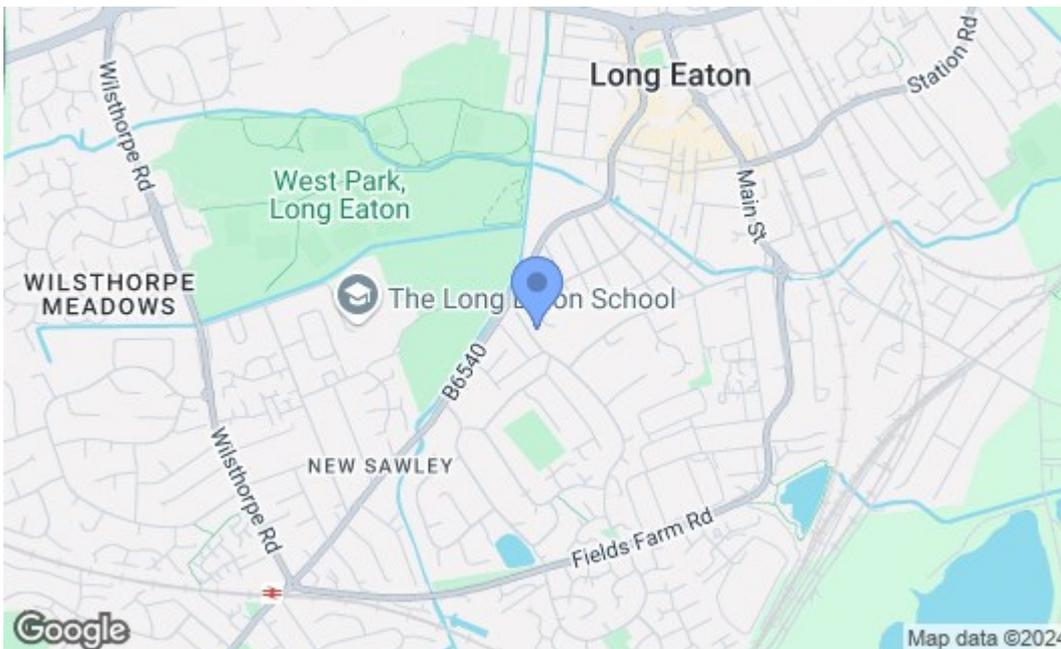 Long Eaton
Station Rd
Wilsthorpe Rd
West Park,
Long Eaton
Main St
WILSTHORPE
MEADOWS
The Long E on School
B6540
NEW SAWLEY
Wilsthorpe Rd
Fields Farm Rd
Google
Map data ©2024